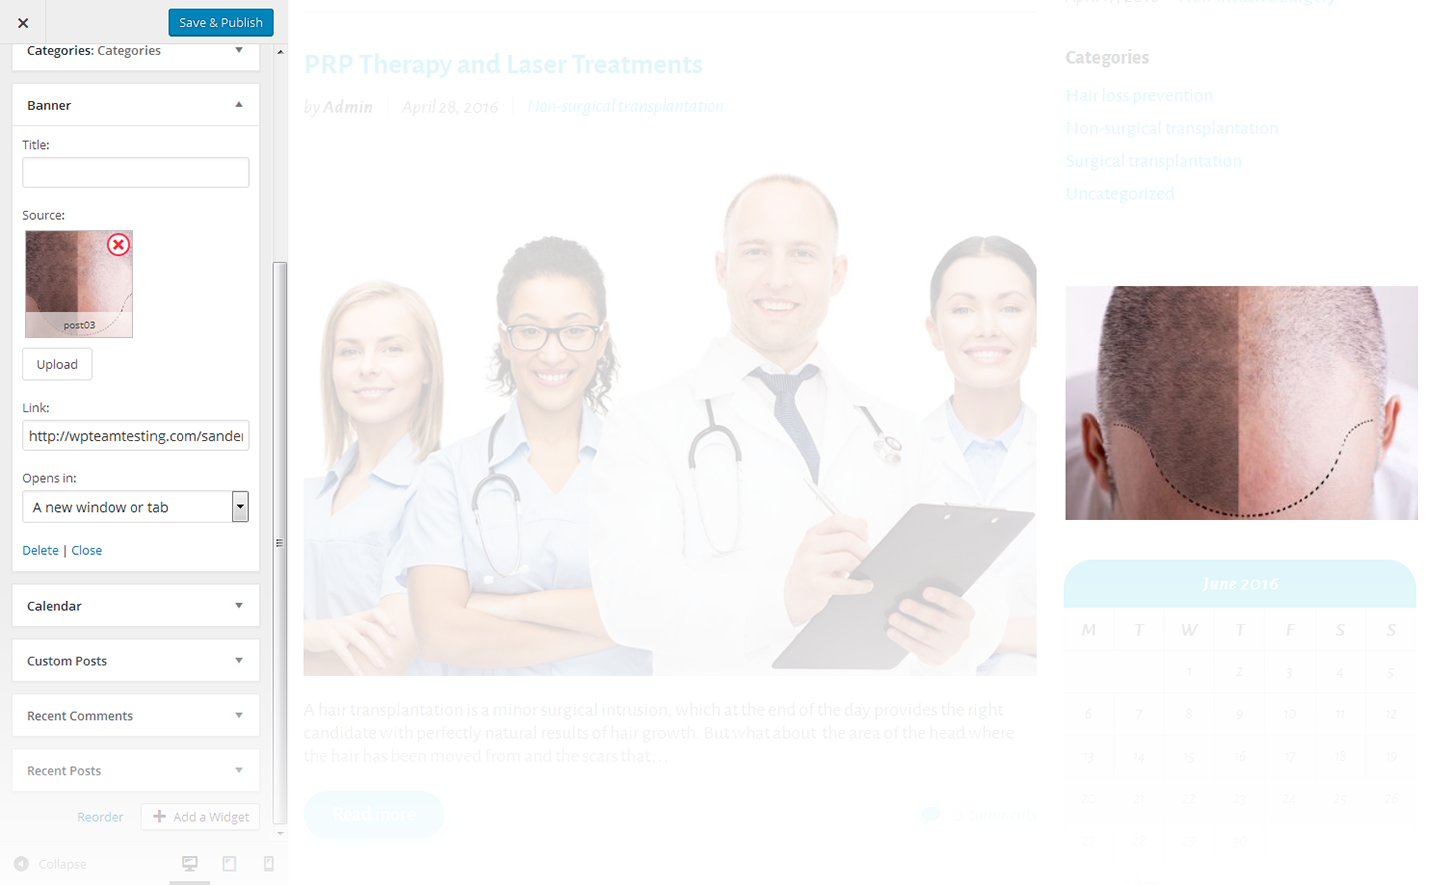 Save & Publish
Categories: Categories
Banner
Title:
Source:
post03
Upload
Link:
http://wpteamtesting.com/sander
Opens in:
A new window or tab
Delete | Close
Calendar
Custom Posts
Recent Comments
Recent Posts
Reorder
Add a Widget
Collapse
PRP Therapy and Laser Treatments
by Admin
April 28, 2016
Non-surgical transplantation
A hair transplantation is a minor surgical intrusion, which at the end of the day provides the right
candidate with perfectly natural results of hair growth. But what about the area of the head where
the hair has been moved from and the scars that…
Read more
comments
Categories
Hair loss prevention
Non-surgical transplantation
Surgical transplantation
Uncategorized
June 2016
M T W T F S S
1 2 3 4 5
6 7 8 9 10 11 12
13 14 15 16 17 18 19
20 21 22 23 24 25 26
27 28 29 30